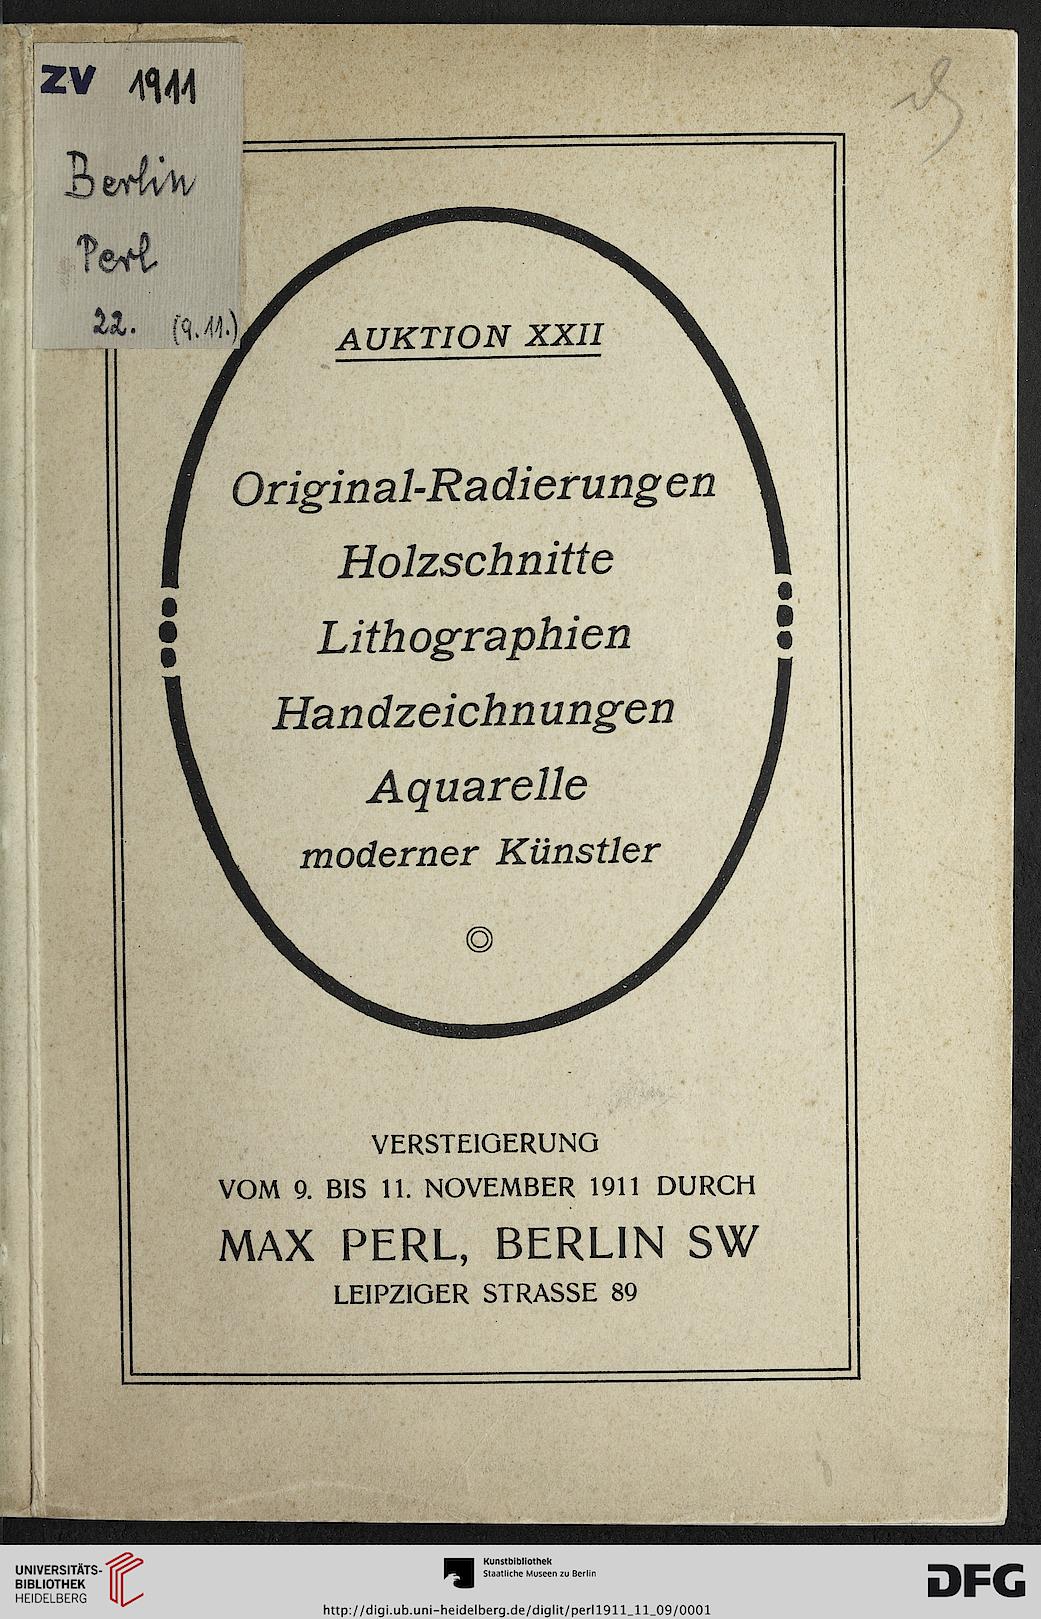 ZV 1911
Berlin
Perl
22. (9.11.)
AUKTION XXII
Original-Radierungen
Holzschnitte
Lithographien
Handzeichnungen
Aquarelle
moderner Künstler
VERSTEIGERUNG
VOM 9. BIS 11. NOVEMBER 1911 DURCH
MAX PERL, BERLIN SW
LEIPZIGER STRASSE 89
UNIVERSITÄTS-
BIBLIOTHEK
HEIDELBERG
Kunstbibliothek
Staatliche Museen zu Berlin
DFG
http://digi.ub.uni-heidelberg.de/diglit/perl1911_11_09/0001